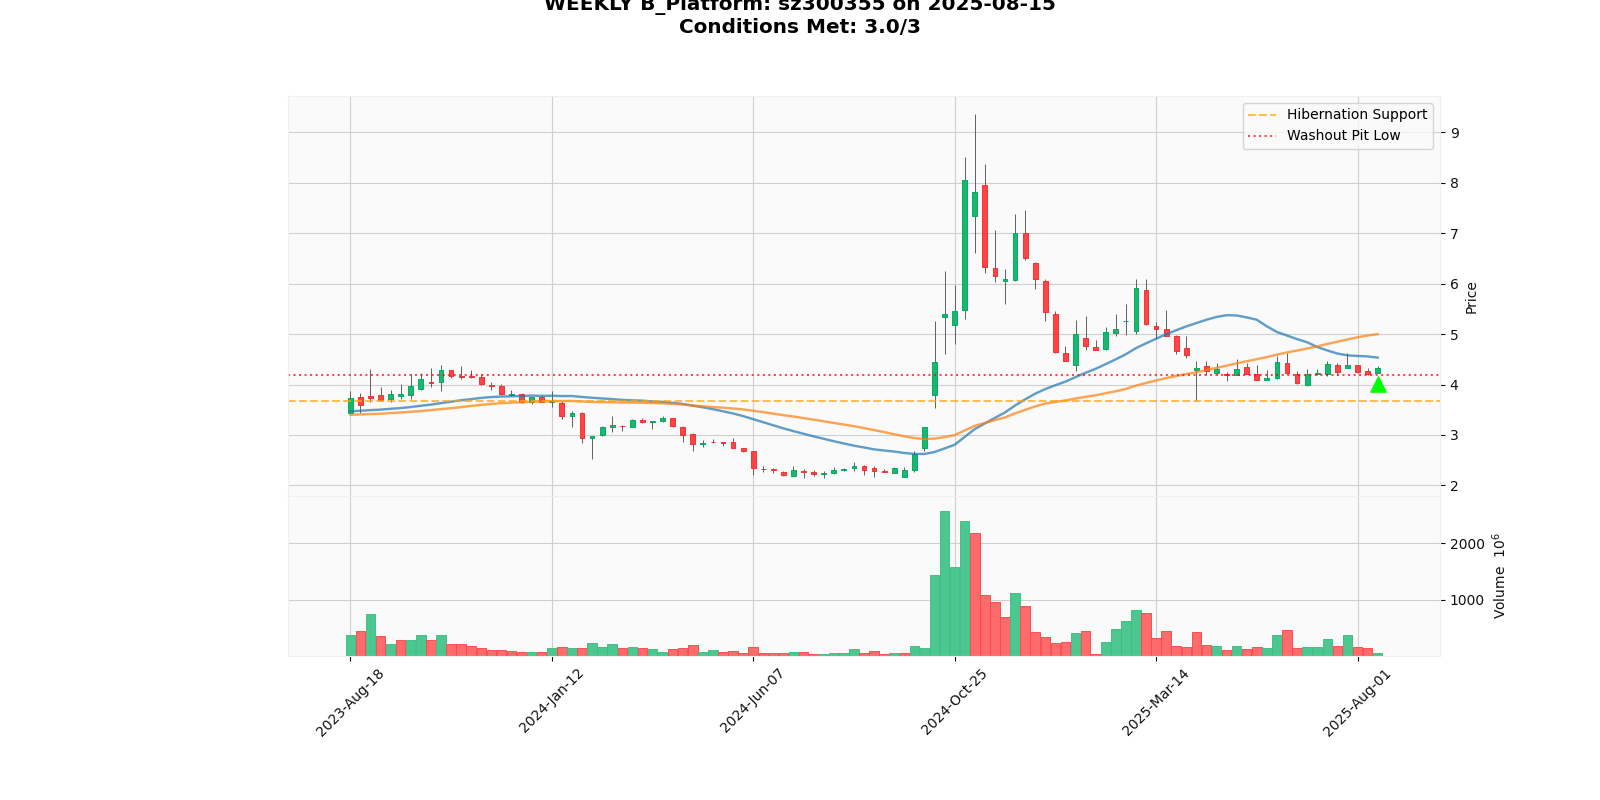 WEEKLY B_Platform: sz300355 on 2025-08-15
Conditions Met: 3.0/3
Hibernation Support
Washout Pit Low
9
8
7
6
5
4
3
2
Price
2000
1000
Volume 10^6
2023-Aug-18
2024-Jan-12
2024-Jun-07
2024-Oct-25
2025-Mar-14
2025-Aug-01